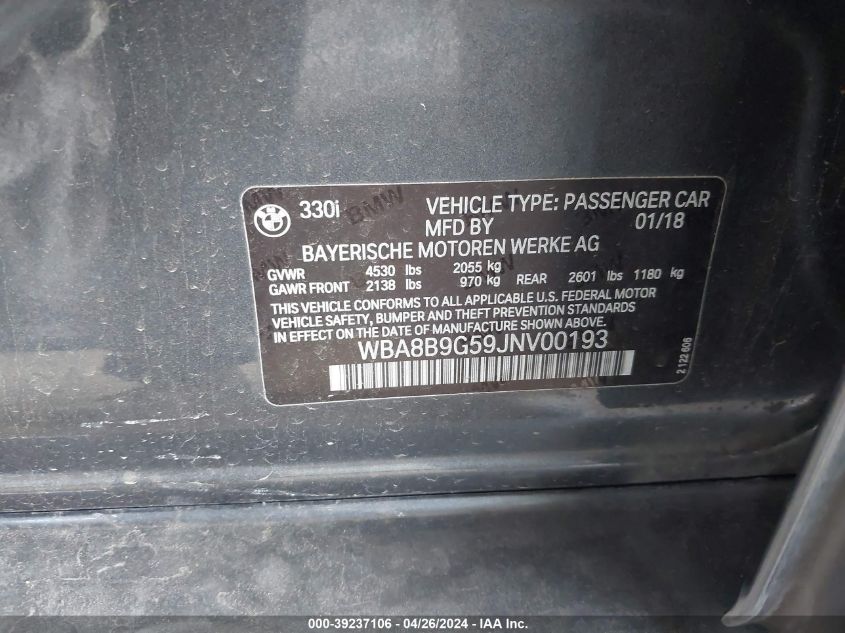 330i VEHICLE TYPE: PASSENGER CAR
MFD BY 01/18
BAYERISCHE MOTOREN WERKE AG
GVWR 4530 lbs 2055 kg
GAWR FRONT 2138 lbs 970 kg REAR 2601 lbs 1180 kg
THIS VEHICLE CONFORMS TO ALL APPLICABLE U.S. FEDERAL MOTOR
VEHICLE SAFETY, BUMPER AND THEFT PREVENTION STANDARDS
IN EFFECT ON THE DATE OF MANUFACTURE SHOWN ABOVE.
WBA8B9G59JNV00193
2 122 606
BMW
000-39237106 - 04/26/2024 - IAA Inc.